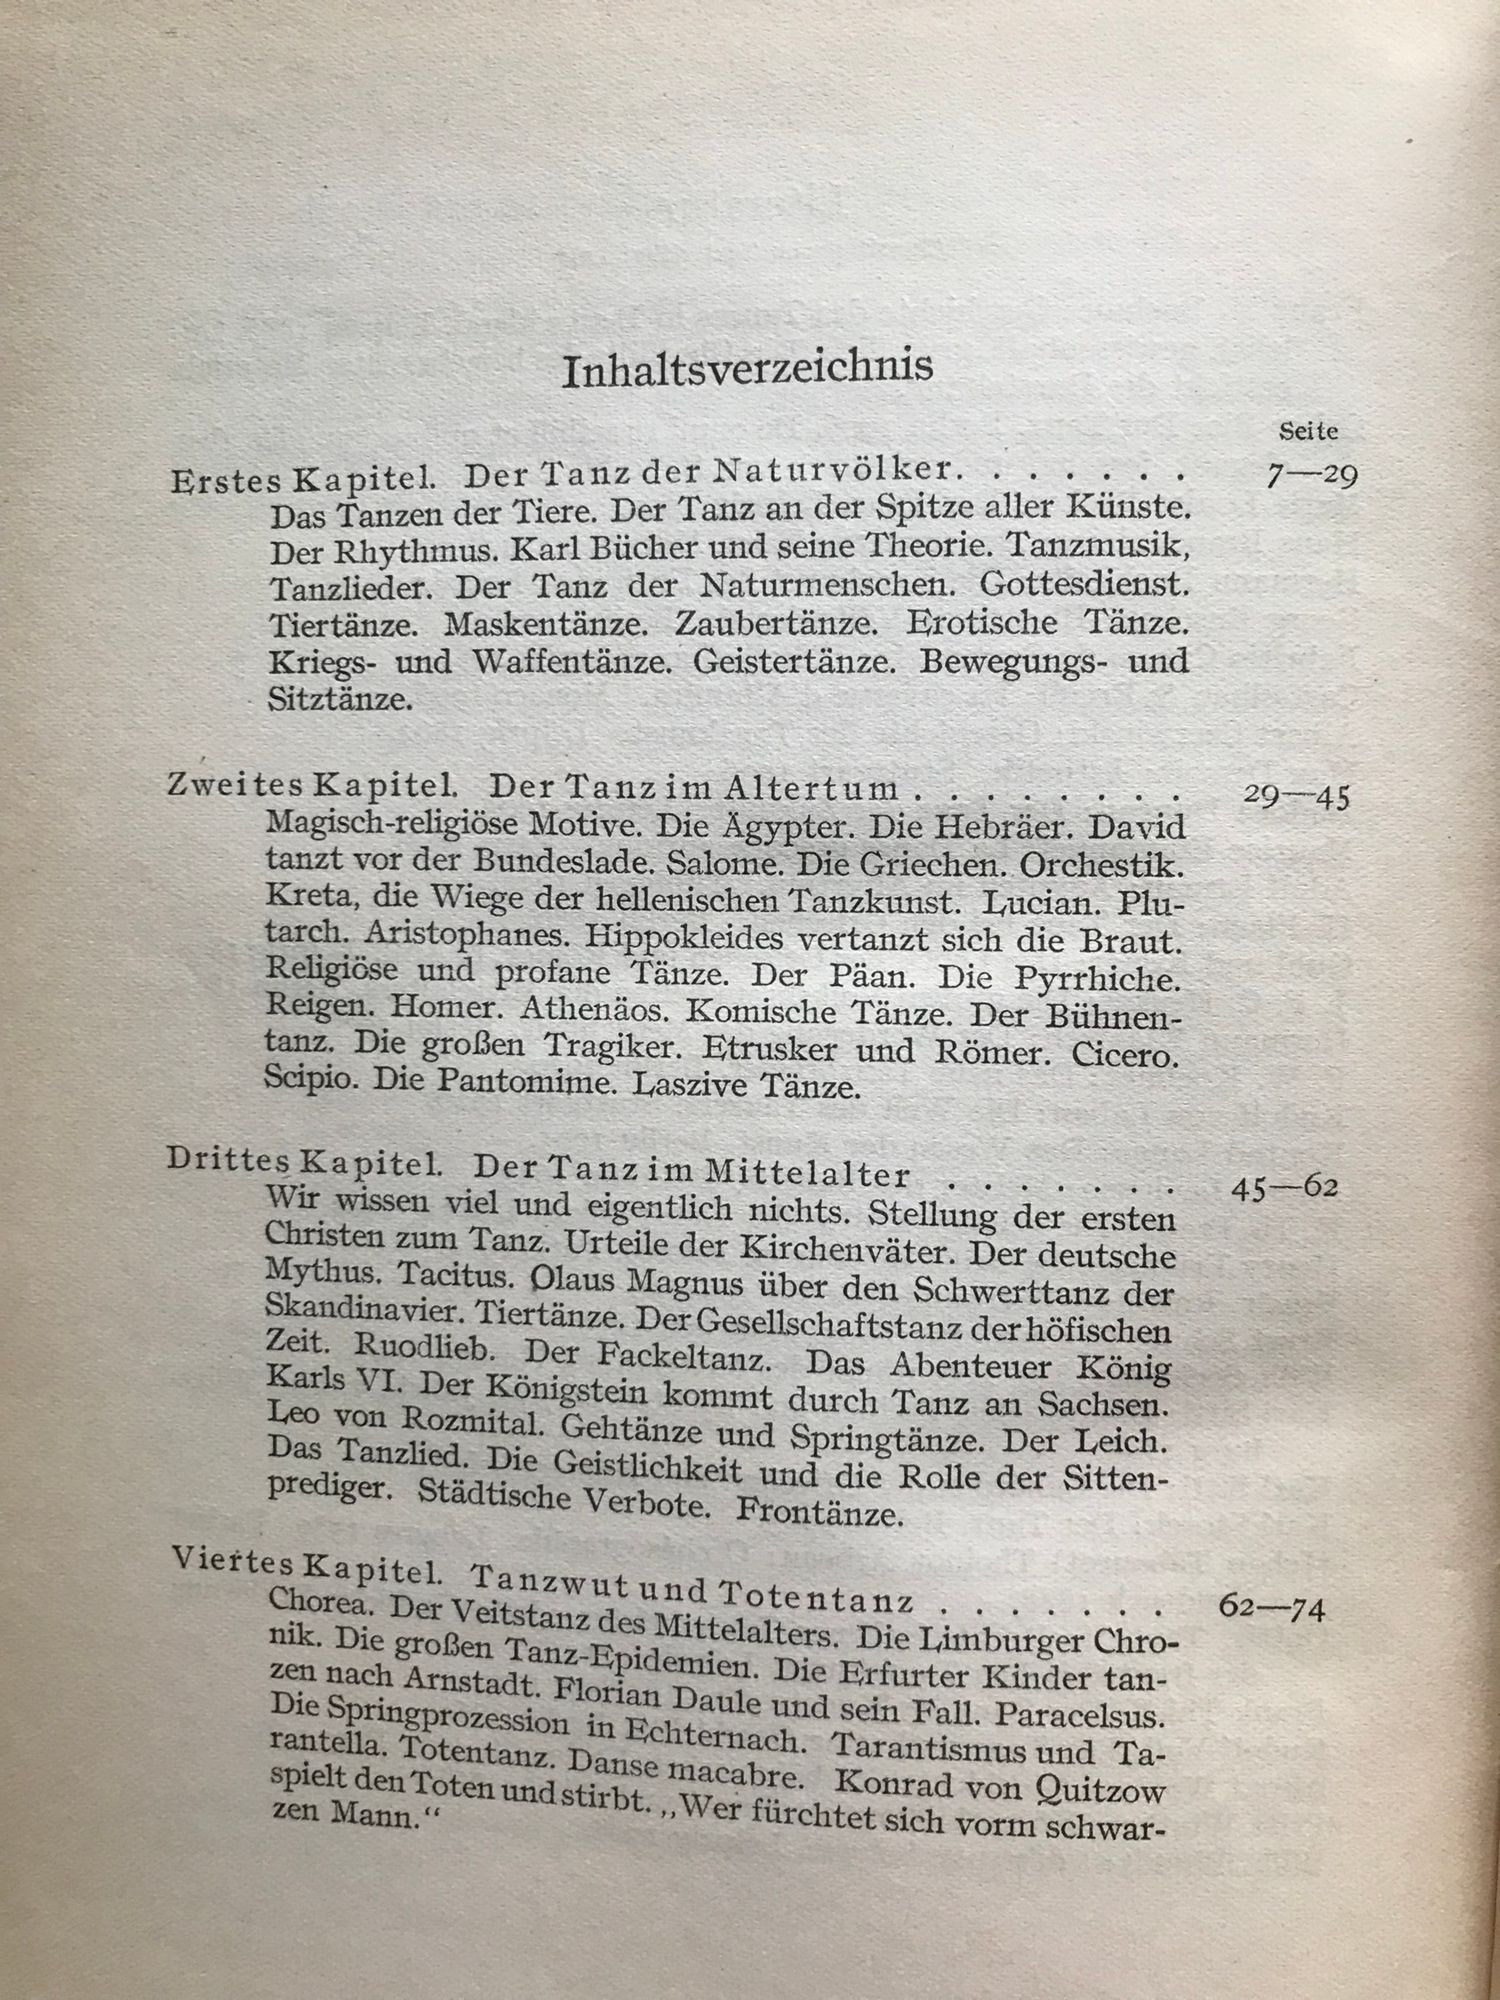 Inhaltsverzeichnis
Seite
Erstes Kapitel. Der Tanz der Naturvölker. . . . . . . 7—29
Das Tanzen der Tiere. Der Tanz an der Spitze aller Künste.
Der Rhythmus. Karl Bücher und seine Theorie. Tanzmusik,
Tanzlieder. Der Tanz der Naturmenschen. Gottesdienst.
Tiertänze. Maskentänze. Zaubertänze. Erotische Tänze.
Kriegs- und Waffentänze. Geistertänze. Bewegungs- und
Sitztänze.
Zweites Kapitel. Der Tanz im Altertum . . . . . . . . 29—45
Magisch-religiöse Motive. Die Ägypter. Die Hebräer. David
tanzt vor der Bundeslade. Salome. Die Griechen. Orchestik.
Kreta, die Wiege der hellenischen Tanzkunst. Lucian. Plu-
tarch. Aristophanes. Hippokleides vertanzt sich die Braut.
Religiöse und profane Tänze. Der Päan. Die Pyrrhiche.
Reigen. Homer. Athenäos. Komische Tänze. Der Bühnen-
tanz. Die großen Tragiker. Etrusker und Römer. Cicero.
Scipio. Die Pantomime. Laszive Tänze.
Drittes Kapitel. Der Tanz im Mittelalter . . . . . . . 45—62
Wir wissen viel und eigentlich nichts. Stellung der ersten
Christen zum Tanz. Urteile der Kirchenväter. Der deutsche
Mythus. Tacitus. Olaus Magnus über den Schwerttanz der
Skandinavier. Tiertänze. Der Gesellschaftstanz der höfischen
Zeit. Ruodlieb. Der Fackeltanz. Das Abenteuer König
Karls VI. Der Königstein kommt durch Tanz an Sachsen.
Leo von Rozmital. Gehtänze und Springtänze. Der Leich.
Das Tanzlied. Die Geistlichkeit und die Rolle der Sitten-
prediger. Städtische Verbote. Frontänze.
Viertes Kapitel. Tanzwut und Totentanz . . . . . . . 62—74
Chorea. Der Veitstanz des Mittelalters. Die Limburger Chro-
nik. Die großen Tanz-Epidemien. Die Erfurter Kinder tan-
zen nach Arnstadt. Florian Daule und sein Fall. Paracelsus.
Die Springprozession in Echternach. Tarantismus und Ta-
rantella. Totentanz. Danse macabre. Konrad von Quitzow
spielt den Toten und stirbt. „Wer fürchtet sich vorm schwar-
zen Mann.“